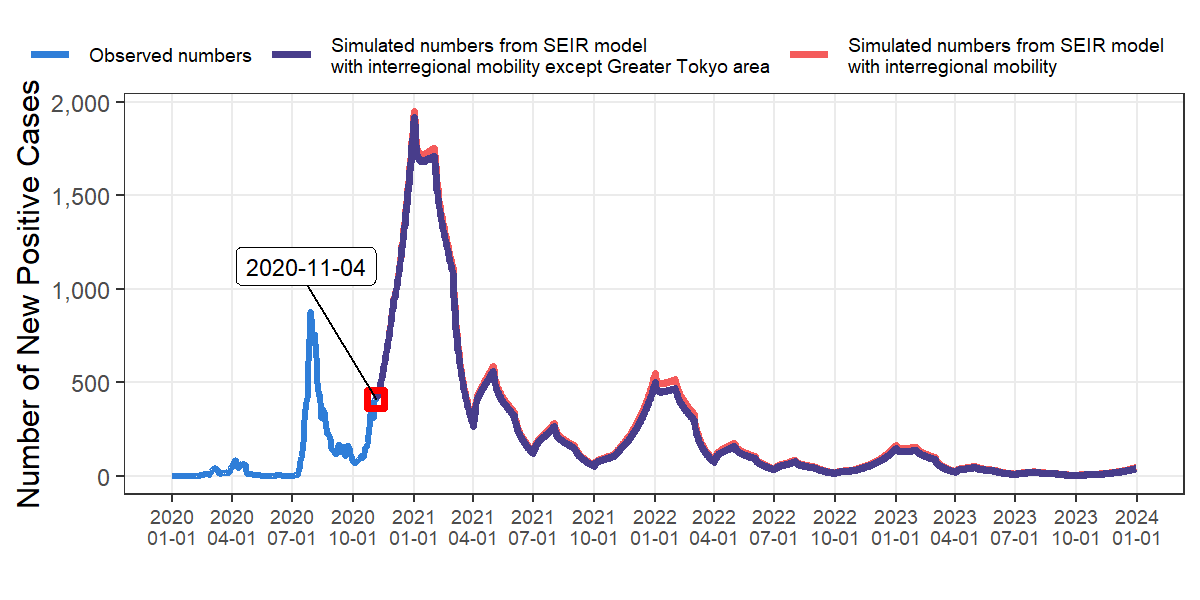 Observed numbers
Simulated numbers from SEIR model
with interregional mobility except Greater Tokyo area
Simulated numbers from SEIR model
with interregional mobility
Number of New Positive Cases
2,000
1,500
1,000
500
0
2020-11-04
2020 2020 2020 2020 2021 2021 2021 2021 2022 2022 2022 2022 2023 2023 2023 2023 2024
01-01 04-01 07-01 10-01 01-01 04-01 07-01 10-01 01-01 04-01 07-01 10-01 01-01 04-01 07-01 10-01 01-01